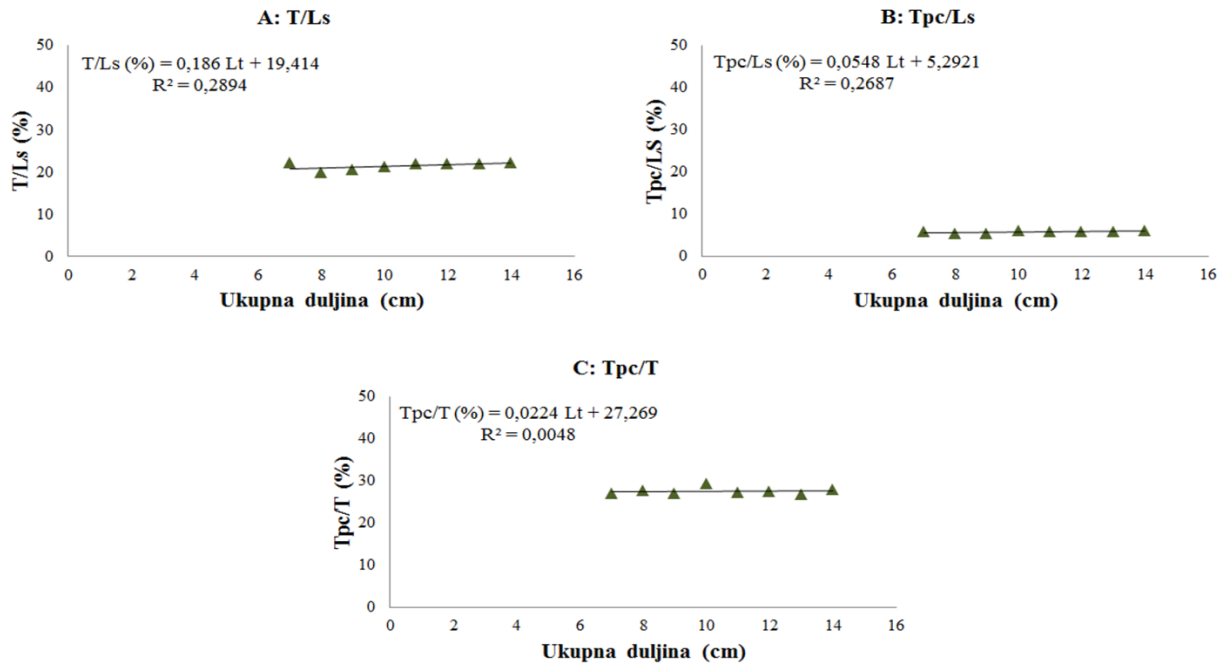 A: T/Ls
T/Ls (%) = 0,186 Lt + 19,414
R² = 0,2894
T/Ls (%)
50
40
30
20
10
0
0 2 4 6 8 10 12 14 16
Ukupna duljina (cm)
B: Tpc/Ls
Tpc/Ls (%) = 0,0548 Lt + 5,2921
R² = 0,2687
Tpc/LS (%)
50
40
30
20
10
0
0 2 4 6 8 10 12 14 16
Ukupna duljina (cm)
C: Tpc/T
Tpc/T (%) = 0,0224 Lt + 27,269
R² = 0,0048
Tpc/T (%)
50
40
30
20
10
0
0 2 4 6 8 10 12 14 16
Ukupna duljina (cm)